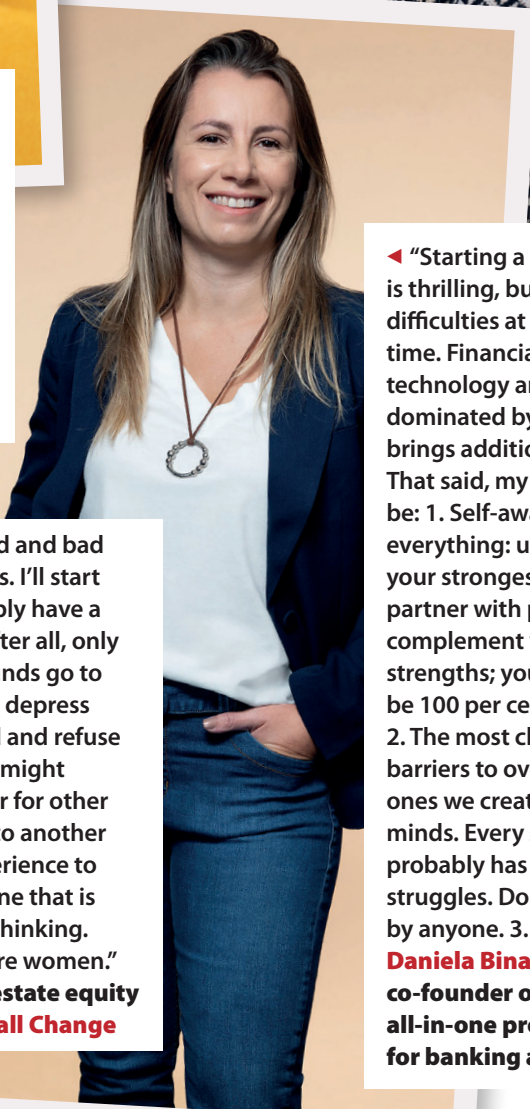 d and bad
s. I'll start
bly have a
ter all, only
nds go to
depress
d and refuse
might
r for other
to another
erience to
ne that is
hinking.
re women.”
estate equity
all Change
◀ “Starting a
is thrilling, bu
difficulties at
time. Financia
technology ar
dominated by
brings additio
That said, my
be: 1. Self-awa
everything: u
your stronges
partner with p
complement
strengths; you
be 100 per ce
2. The most ch
barriers to ov
ones we creat
minds. Every
probably has
struggles. Do
by anyone. 3.
Daniela Bina
co-founder o
all-in-one pr
for banking a